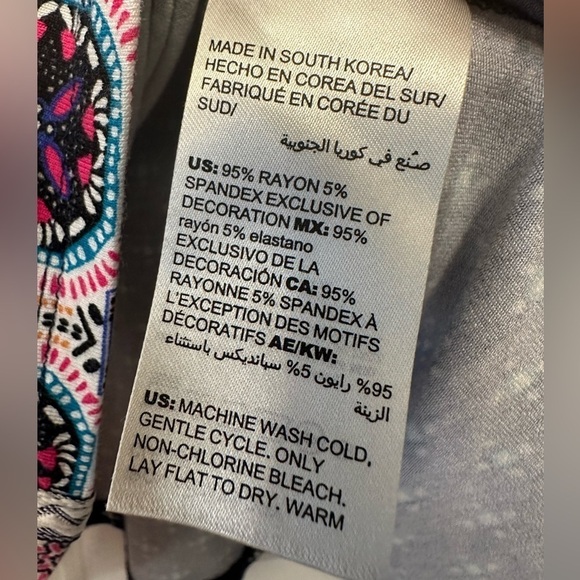 MADE IN SOUTH KOREA/
HECHO EN COREA DEL SUR/
FABRIQUÉ EN CORÉE DU
SUD/
صنع في كوريا الجنوبية
US: 95% RAYON 5%
SPANDEX EXCLUSIVE OF
DECORATION MX: 95%
rayón 5% elastano
EXCLUSIVO DE LA
DECORACIÓN CA: 95%
RAYONNE 5% SPANDEX À
L'EXCEPTION DES MOTIFS
DÉCORATIFS AE/KW:
95% رايون 5% سبانديكس باستثناء
الزينة
US: MACHINE WASH COLD,
GENTLE CYCLE. ONLY
NON-CHLORINE BLEACH.
LAY FLAT TO DRY. WARM